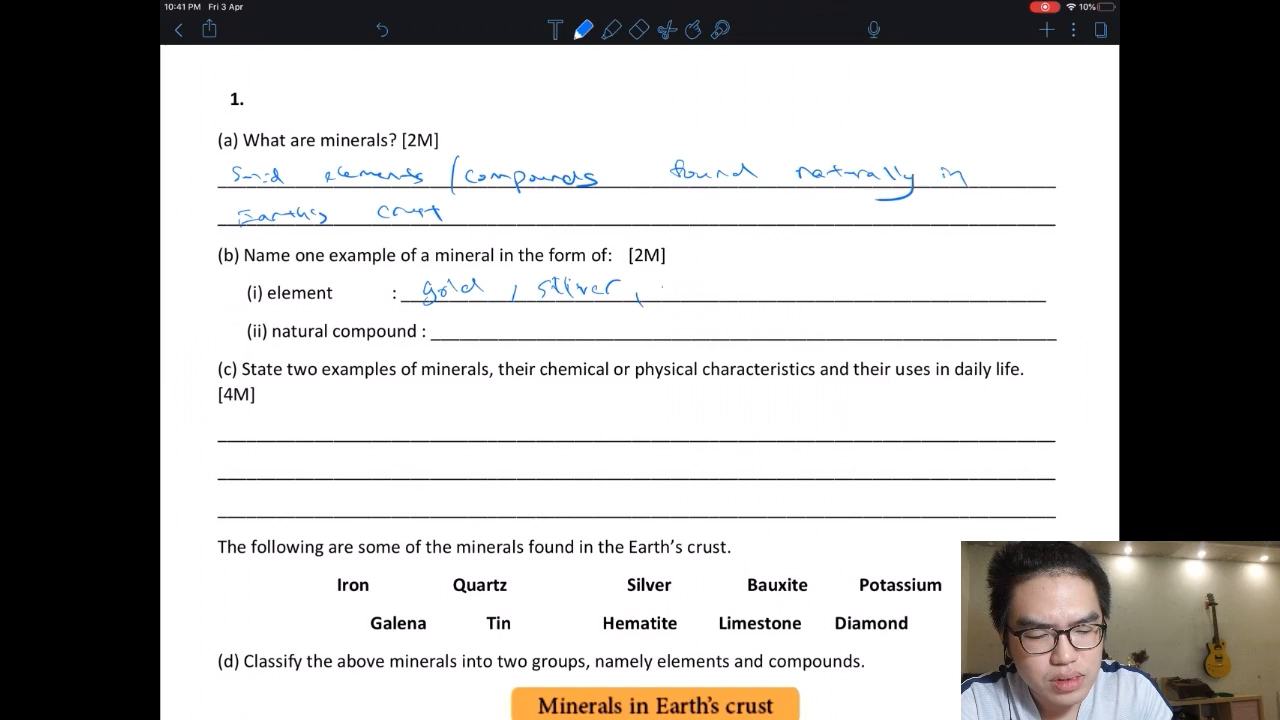 10:41 PM Fri 3 Apr
10%
1.
(a) What are minerals? [2M]
Solid elements / compounds found naturally in
Earth's crust
(b) Name one example of a mineral in the form of: [2M]
(i) element : gold , silver ,
(ii) natural compound :
(c) State two examples of minerals, their chemical or physical characteristics and their uses in daily life.
[4M]
The following are some of the minerals found in the Earth's crust.
Iron Quartz Silver Bauxite Potassium
Galena Tin Hematite Limestone Diamond
(d) Classify the above minerals into two groups, namely elements and compounds.
Minerals in Earth's crust